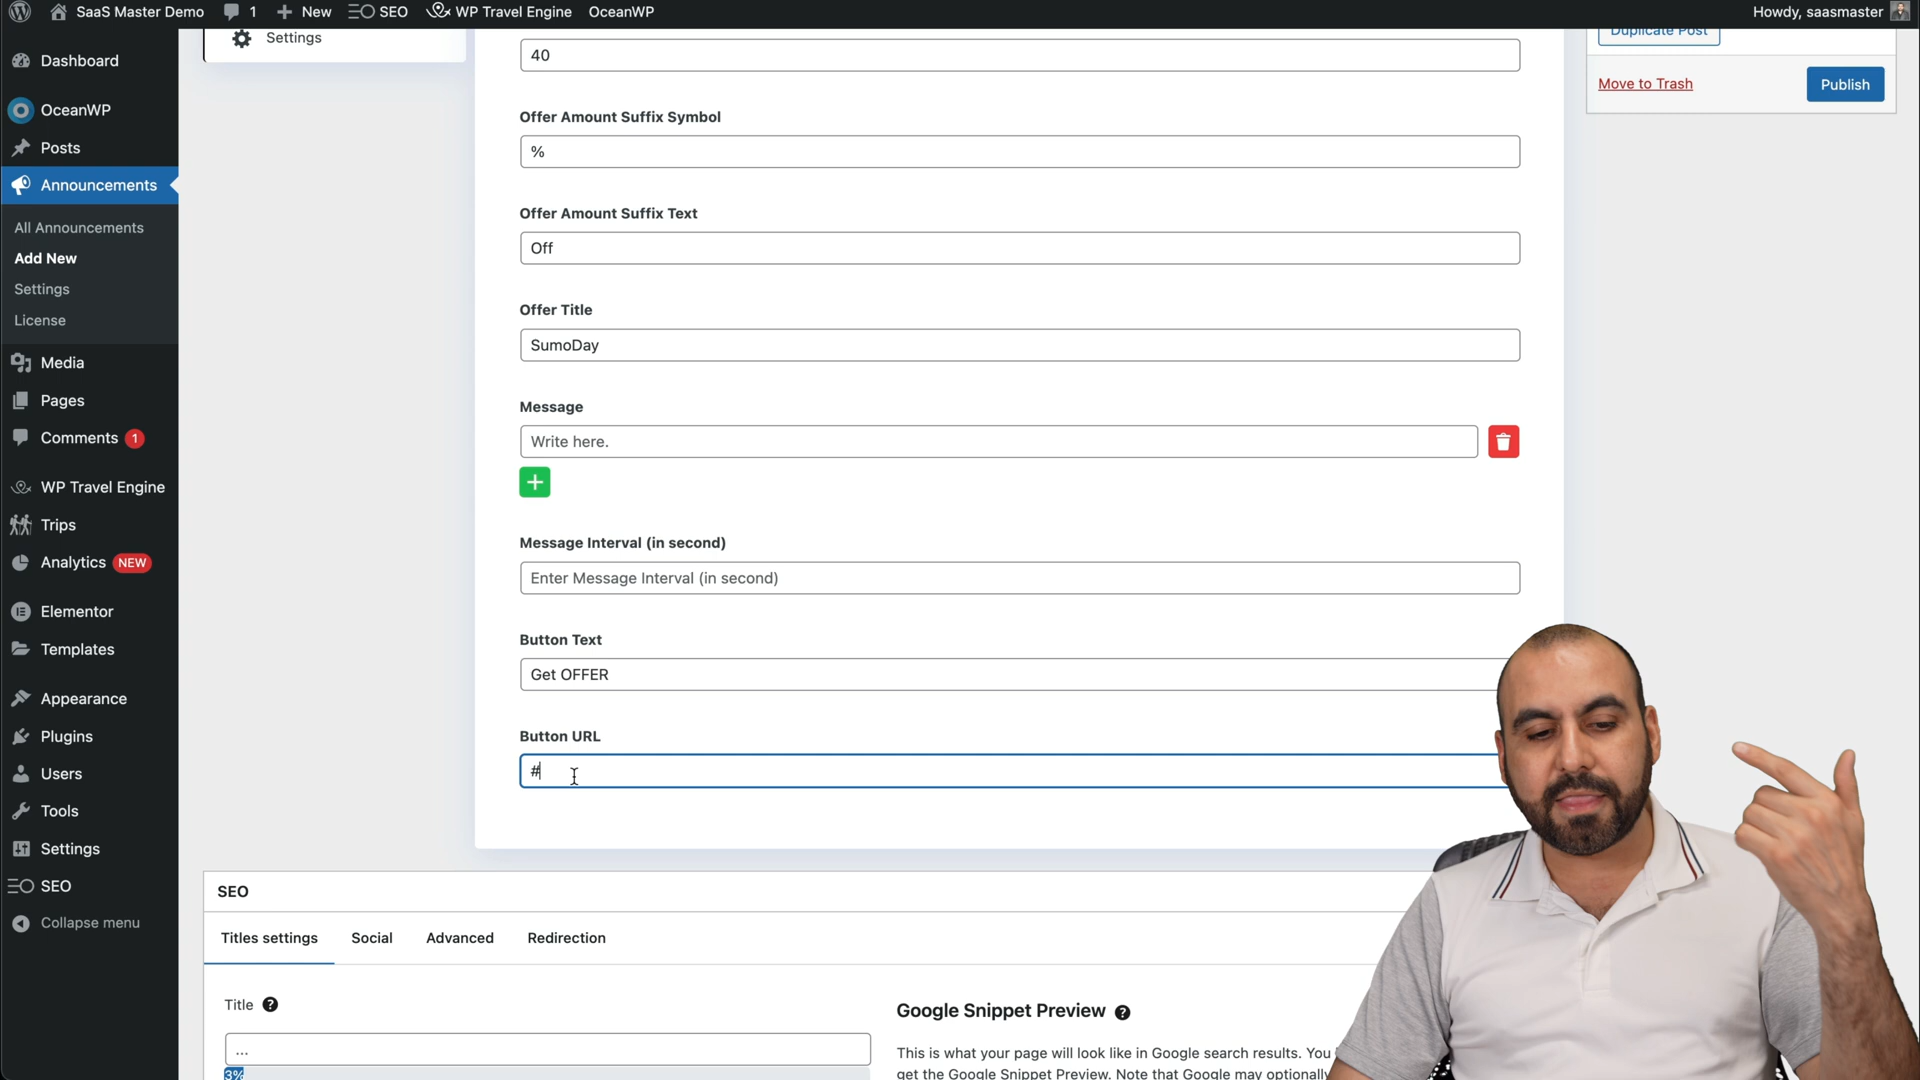 SaaS Master Demo 1 New SEO WP Travel Engine OceanWP Howdy, saasmaster
Dashboard
OceanWP
Posts
Announcements
All Announcements
Add New
Settings
License
Media
Pages
Comments 1
WP Travel Engine
Trips
Analytics NEW
Elementor
Templates
Appearance
Plugins
Users
Tools
Settings
SEO
Collapse menu
Settings
40
Offer Amount Suffix Symbol
%
Offer Amount Suffix Text
Off
Offer Title
SumoDay
Message
Write here.
Message Interval (in second)
Enter Message Interval (in second)
Button Text
Get OFFER
Button URL
#
Duplicate Post
Move to Trash
Publish
SEO
Titles settings Social Advanced Redirection
Title
...
3%
Google Snippet Preview
This is what your page will look like in Google search results. You
get the Google Snippet Preview. Note that Google may optionally